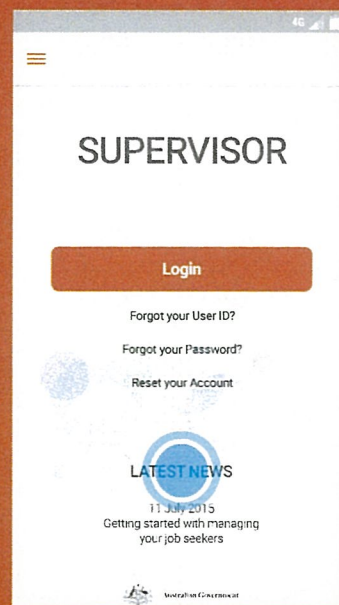 4G
SUPERVISOR
Login
Forgot your User ID?
Forgot your Password?
Reset your Account
LATEST NEWS
11 July 2015
Getting started with managing
your job seekers
Australian Government